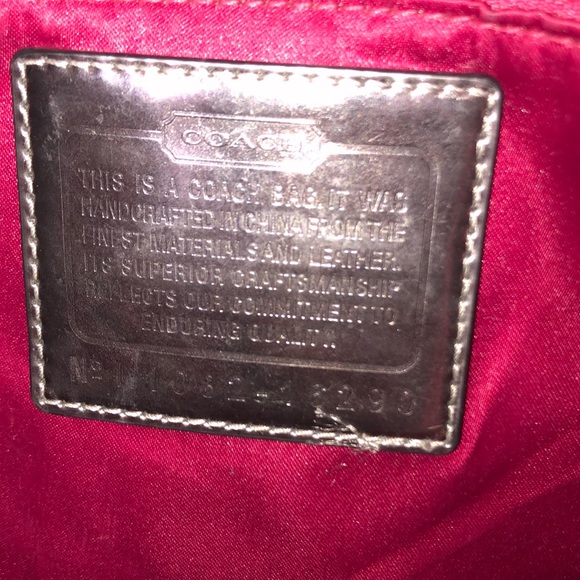 COACH
THIS IS A COACH BAG. IT WAS
HANDCRAFTED IN CHINA FROM THE
FINEST MATERIALS AND LEATHER.
ITS SUPERIOR CRAFTSMANSHIP
REFLECTS OUR COMMITMENT TO
ENDURING QUALITY.
Nº